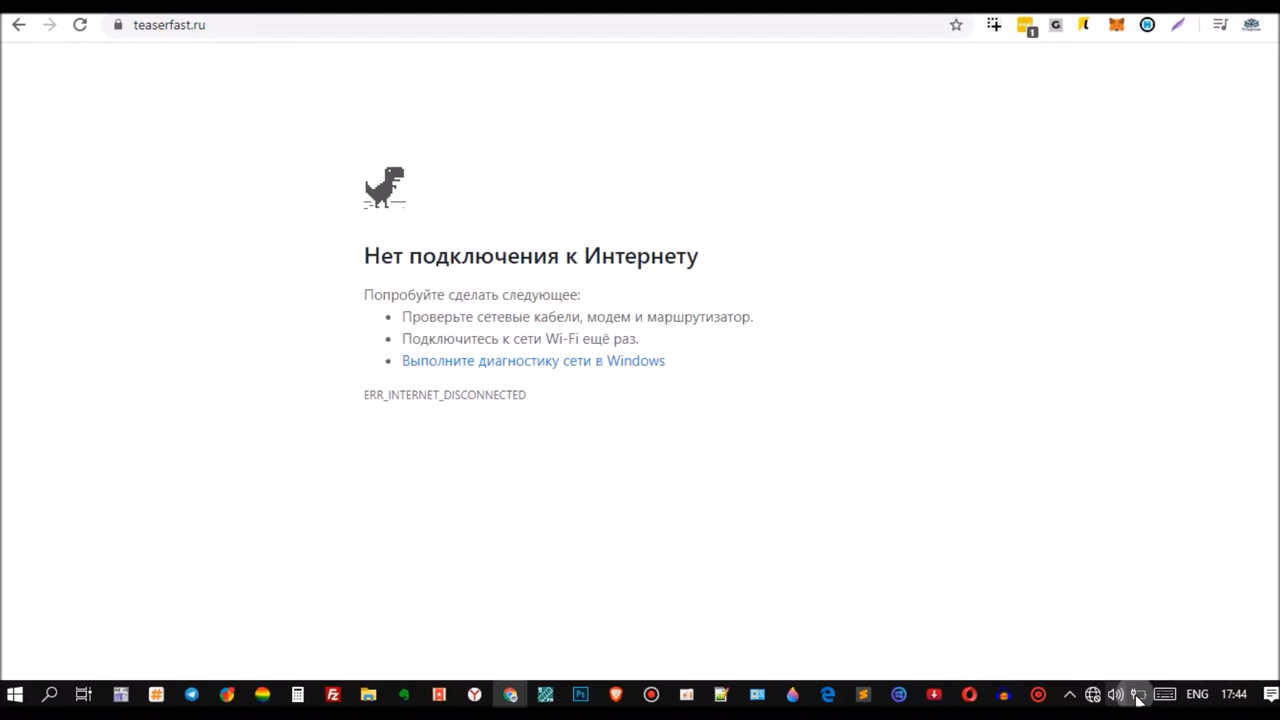 teaserfast.ru
1
Нет подключения к Интернету
Попробуйте сделать следующее:
Проверьте сетевые кабели, модем и маршрутизатор.
Подключитесь к сети Wi-Fi ещё раз.
Выполните диагностику сети в Windows
ERR_INTERNET_DISCONNECTED
ENG 17:44